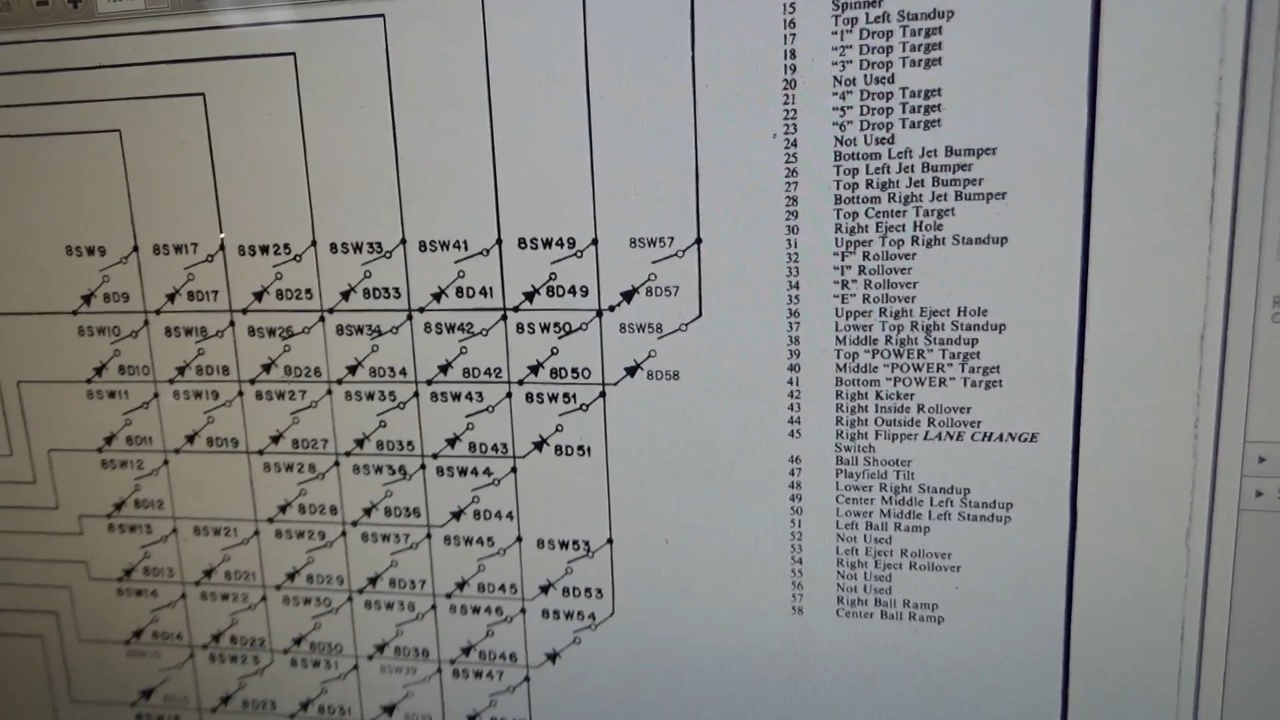 15 Spinner
16 Top Left Standup
17 "1" Drop Target
18 "2" Drop Target
19 "3" Drop Target
20 Not Used
21 "4" Drop Target
22 "5" Drop Target
23 "6" Drop Target
24 Not Used
25 Bottom Left Jet Bumper
26 Top Left Jet Bumper
27 Top Right Jet Bumper
28 Bottom Right Jet Bumper
29 Top Center Target
30 Right Eject Hole
31 Upper Top Right Standup
32 "F" Rollover
33 "I" Rollover
34 "R" Rollover
35 "E" Rollover
36 Upper Right Eject Hole
37 Lower Top Right Standup
38 Middle Right Standup
39 Top "POWER" Target
40 Middle "POWER" Target
41 Bottom "POWER" Target
42 Right Kicker
43 Right Inside Rollover
44 Right Outside Rollover
45 Right Flipper LANE CHANGE
Switch
46 Ball Shooter
47 Playfield Tilt
48 Lower Right Standup
49 Center Middle Left Standup
50 Lower Middle Left Standup
51 Left Ball Ramp
52 Not Used
53 Left Eject Rollover
54 Right Eject Rollover
55 Not Used
56 Not Used
57 Right Ball Ramp
58 Center Ball Ramp
8SW9 8SW17 8SW25 8SW33 8SW41 8SW49 8SW57
8D9 8D17 8D25 8D33 8D41 8D49 8D57
8SW10 8SW18 8SW26 8SW34 8SW42 8SW50 8SW58
8D10 8D18 8D26 8D34 8D42 8D50 8D58
8SW11 8SW19 8SW27 8SW35 8SW43 8SW51
8D11 8D19 8D27 8D35 8D43 8D51
8SW12 8SW28 8SW36 8SW44
8D12 8D28 8D36 8D44
8SW13 8SW21 8SW29 8SW37 8SW45 8SW53
8D13 8D21 8D29 8D37 8D45 8D53
8SW14 8SW22 8SW30 8SW38 8SW46 8SW54
8D14 8D22 8D30 8D38 8D46
8SW23 8SW31 8SW39 8SW47
8D23 8D31